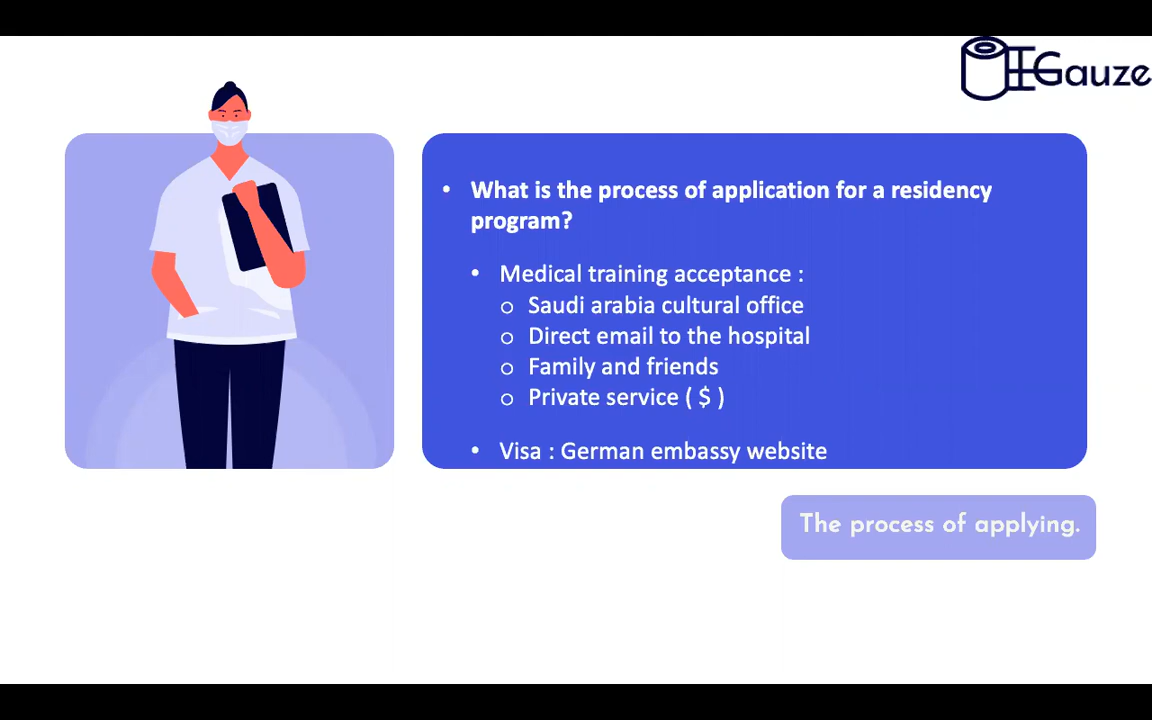 Gauze
• What is the process of application for a residency
program?
• Medical training acceptance :
o Saudi arabia cultural office
o Direct email to the hospital
o Family and friends
o Private service ( $ )
• Visa : German embassy website
The process of applying.